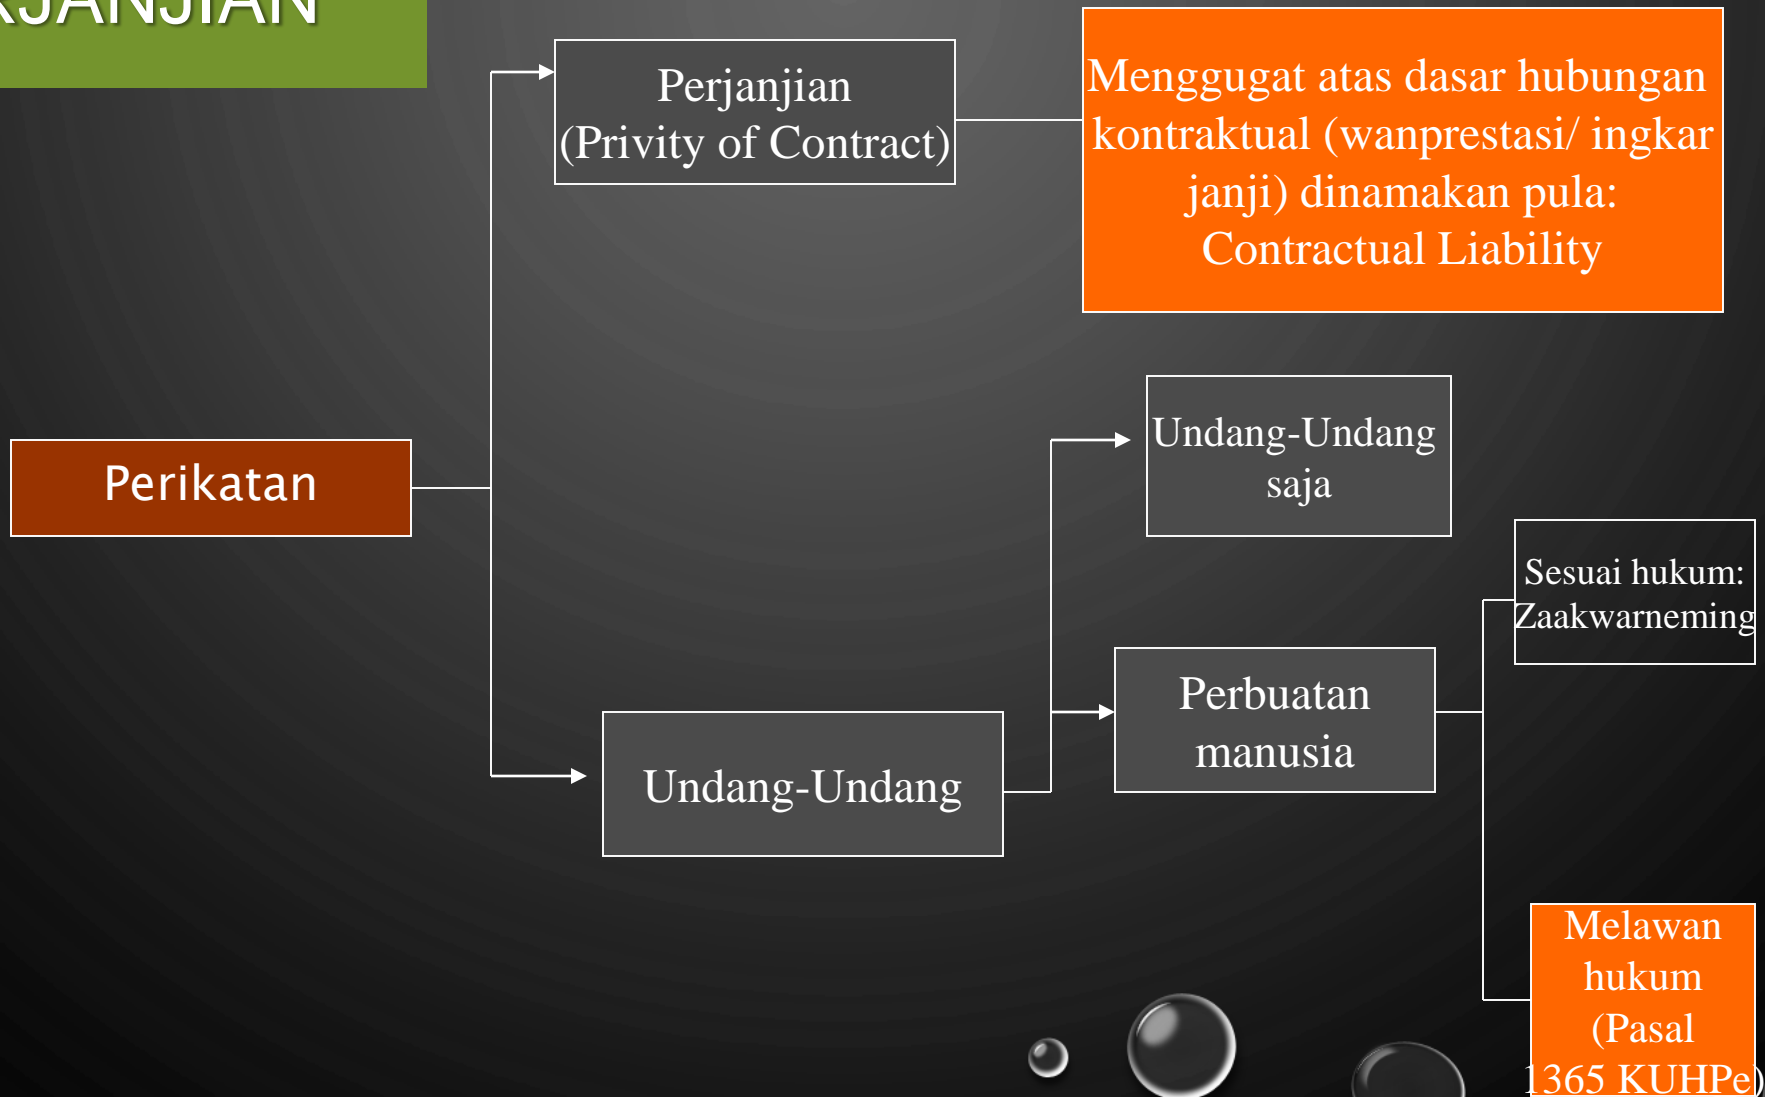 RJANJIAN
Perjanjian
(Privity of Contract)
Menggugat atas dasar hubungan
kontraktual (wanprestasi/ ingkar
janji) dinamakan pula:
Contractual Liability
Perikatan
Undang-Undang
saja
Sesuai hukum:
Zaakwarneming
Perbuatan
manusia
Undang-Undang
Melawan
hukum
(Pasal
1365 KUHPe)